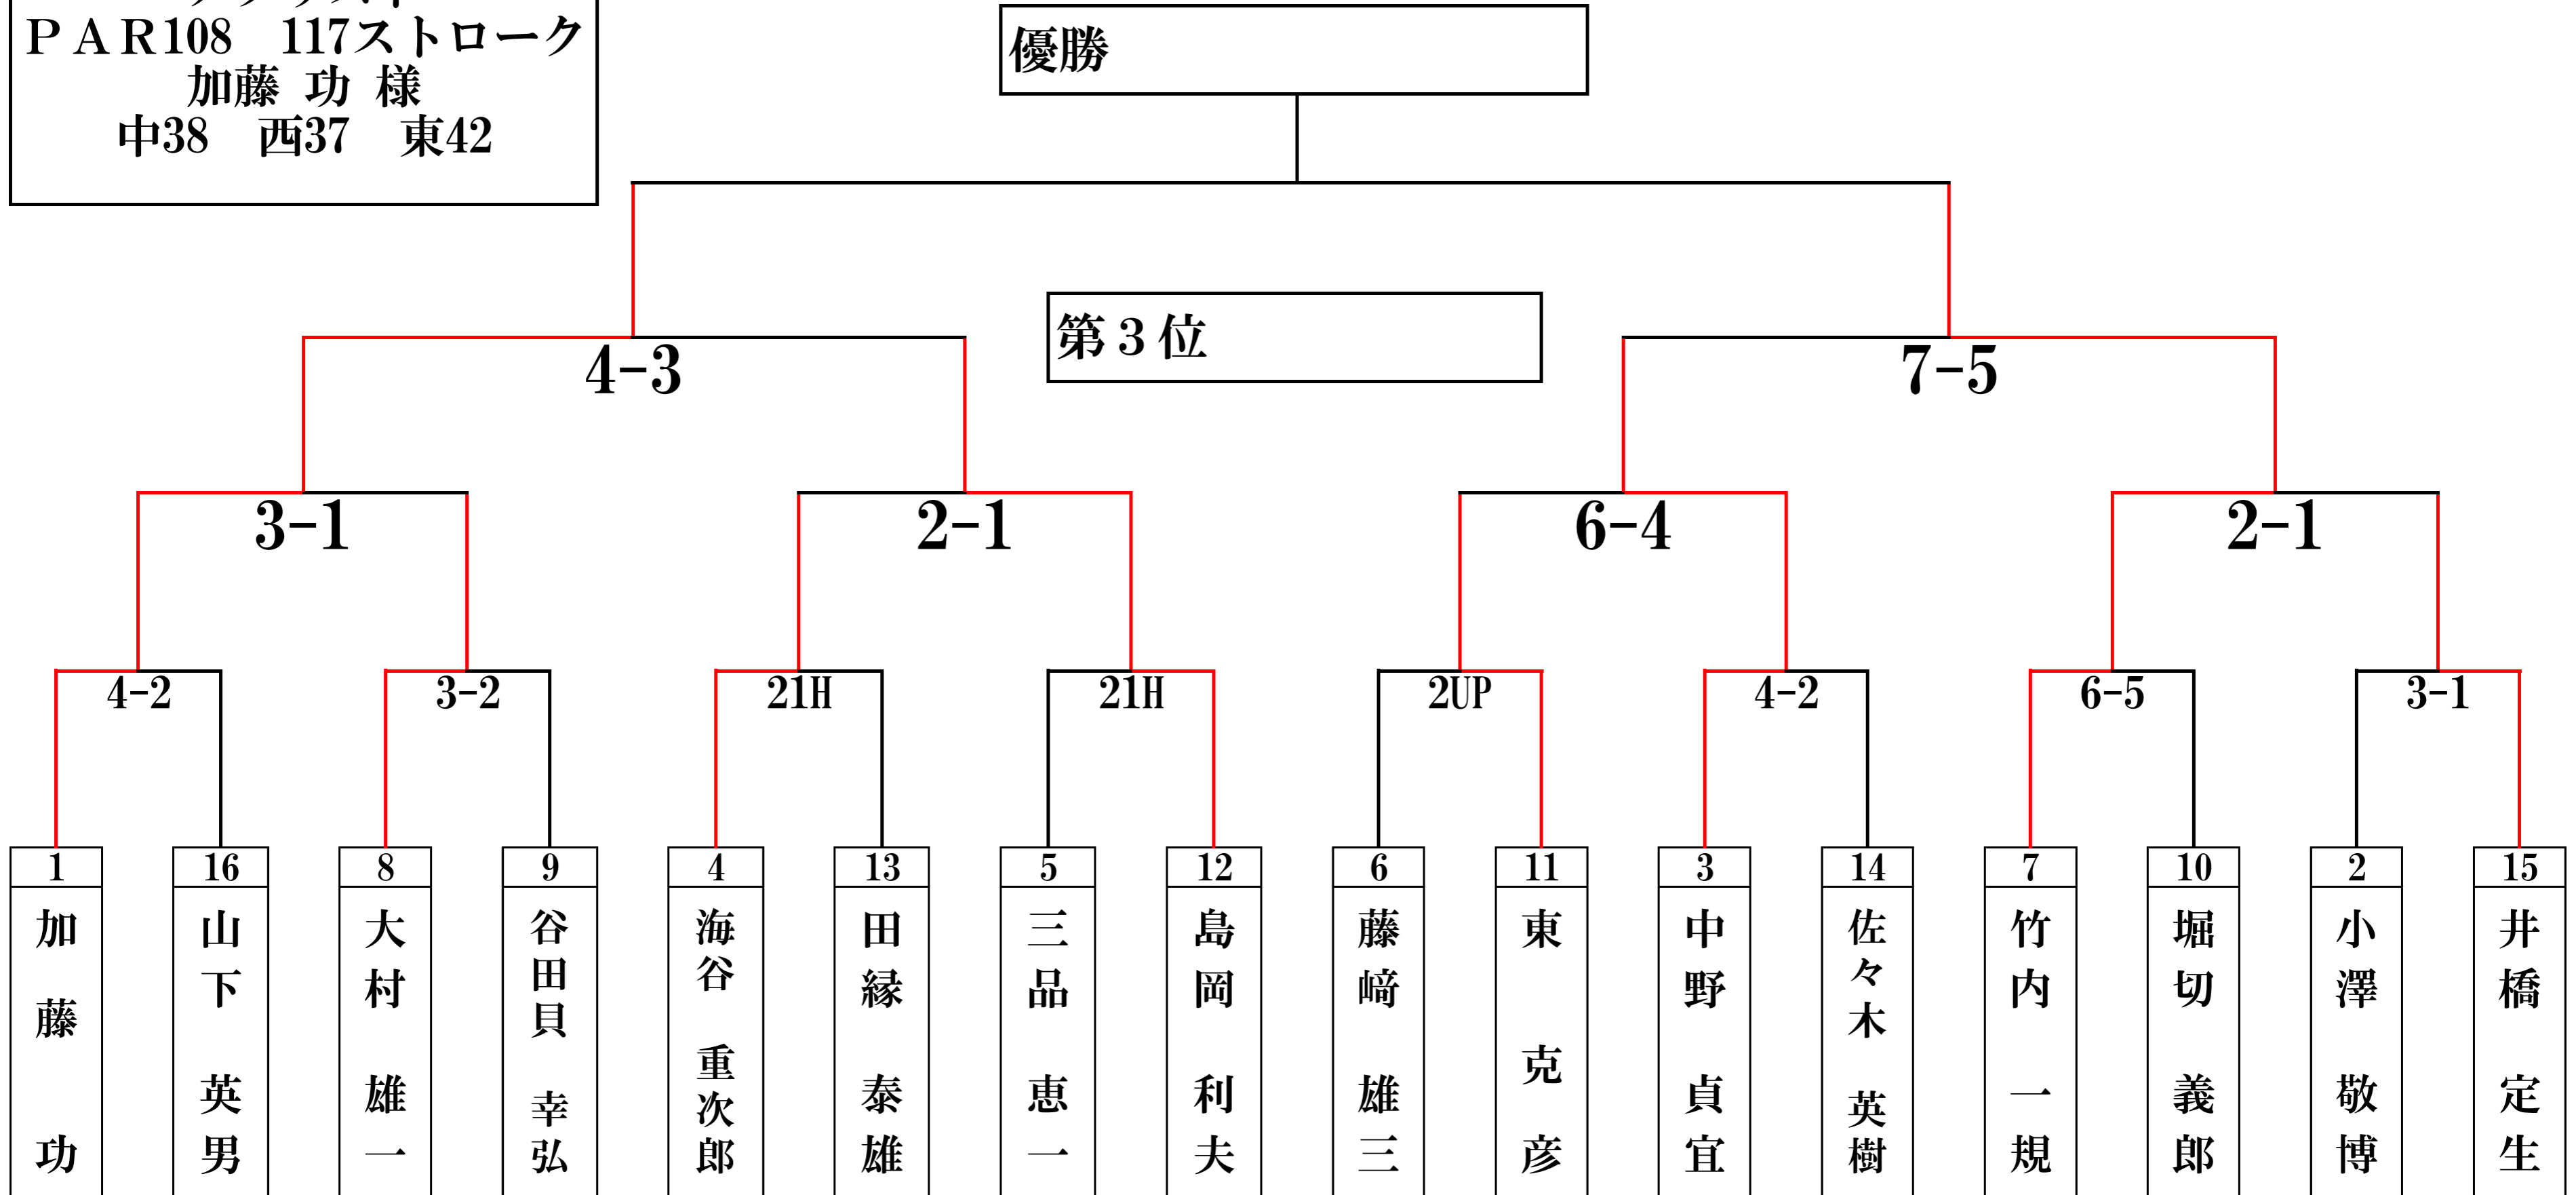 PAR108　117ストローク
加藤 功 様
中38　西37　東42
優勝
第３位
4-3
7-5
3-1
2-1
6-4
2-1
4-2
3-2
21H
21H
2UP
4-2
6-5
3-1
1
16
8
9
4
13
5
12
6
11
3
14
7
10
2
15
加藤　功
山下　英男
大村　雄一
谷田貝　幸弘
海谷　重次郎
田縁　泰雄
三品　恵一
島岡　利夫
藤﨑　雄三
東　克彦
中野　貞宜
佐々木　英樹
竹内　一規
堀切　義郎
小澤　敬博
井橋　定生